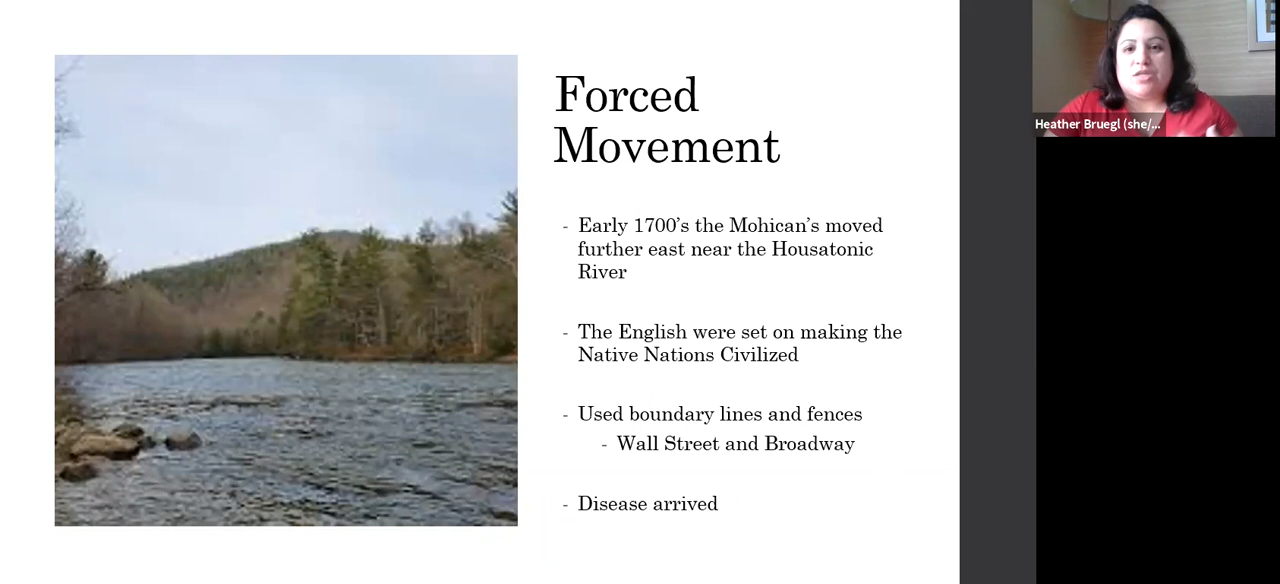 Forced
Movement
- Early 1700’s the Mohican’s moved
further east near the Housatonic
River
- The English were set on making the
Native Nations Civilized
- Used boundary lines and fences
- Wall Street and Broadway
- Disease arrived
Heather Bruegl (she/...